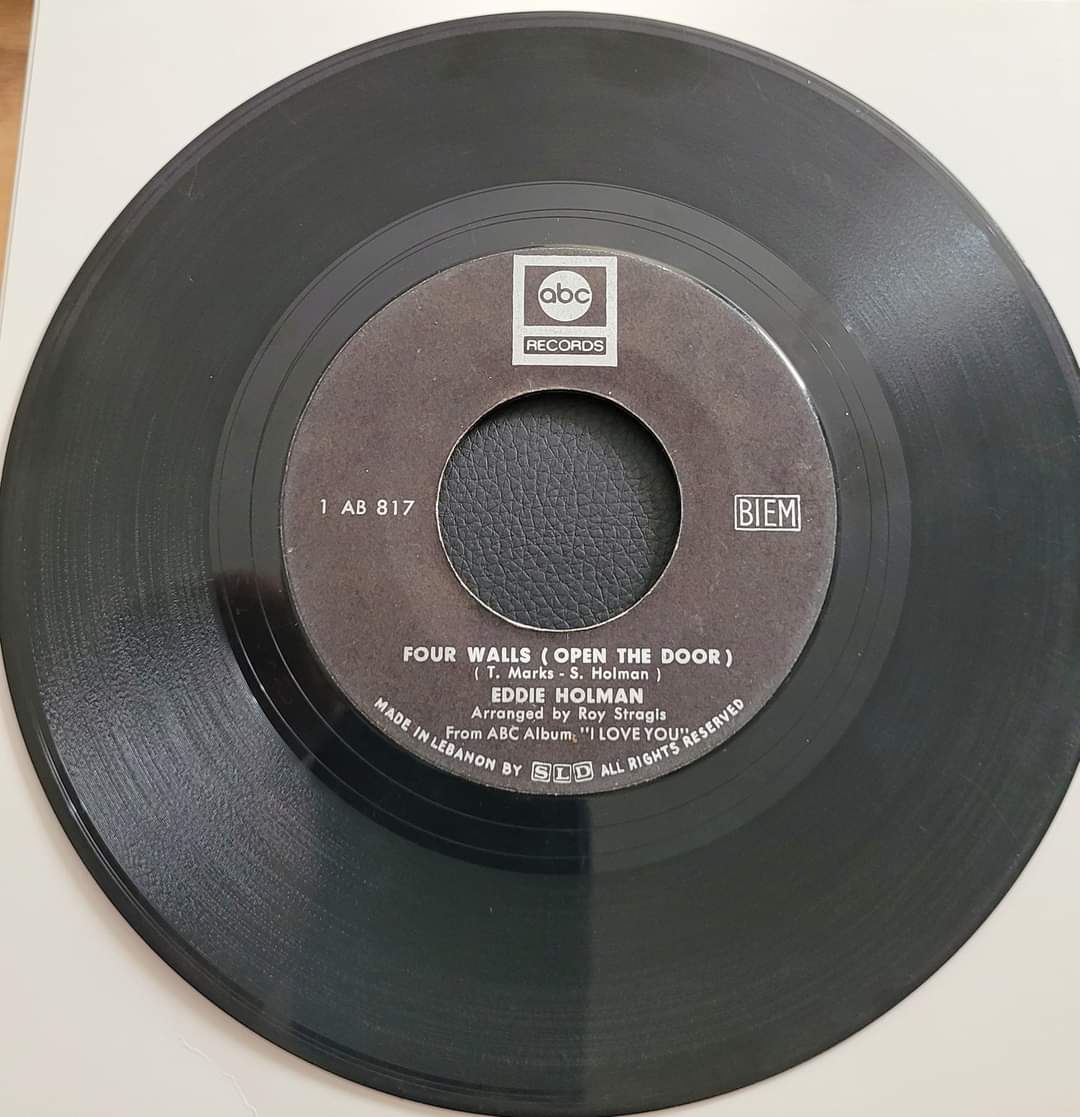 abc
RECORDS
1 AB 817
BIEM
FOUR WALLS (OPEN THE DOOR)
( T. Marks - S. Holman )
EDDIE HOLMAN
Arranged by Roy Stragis
From ABC Album: "I LOVE YOU"
MADE IN LEBANON BY SLD ALL RIGHTS RESERVED